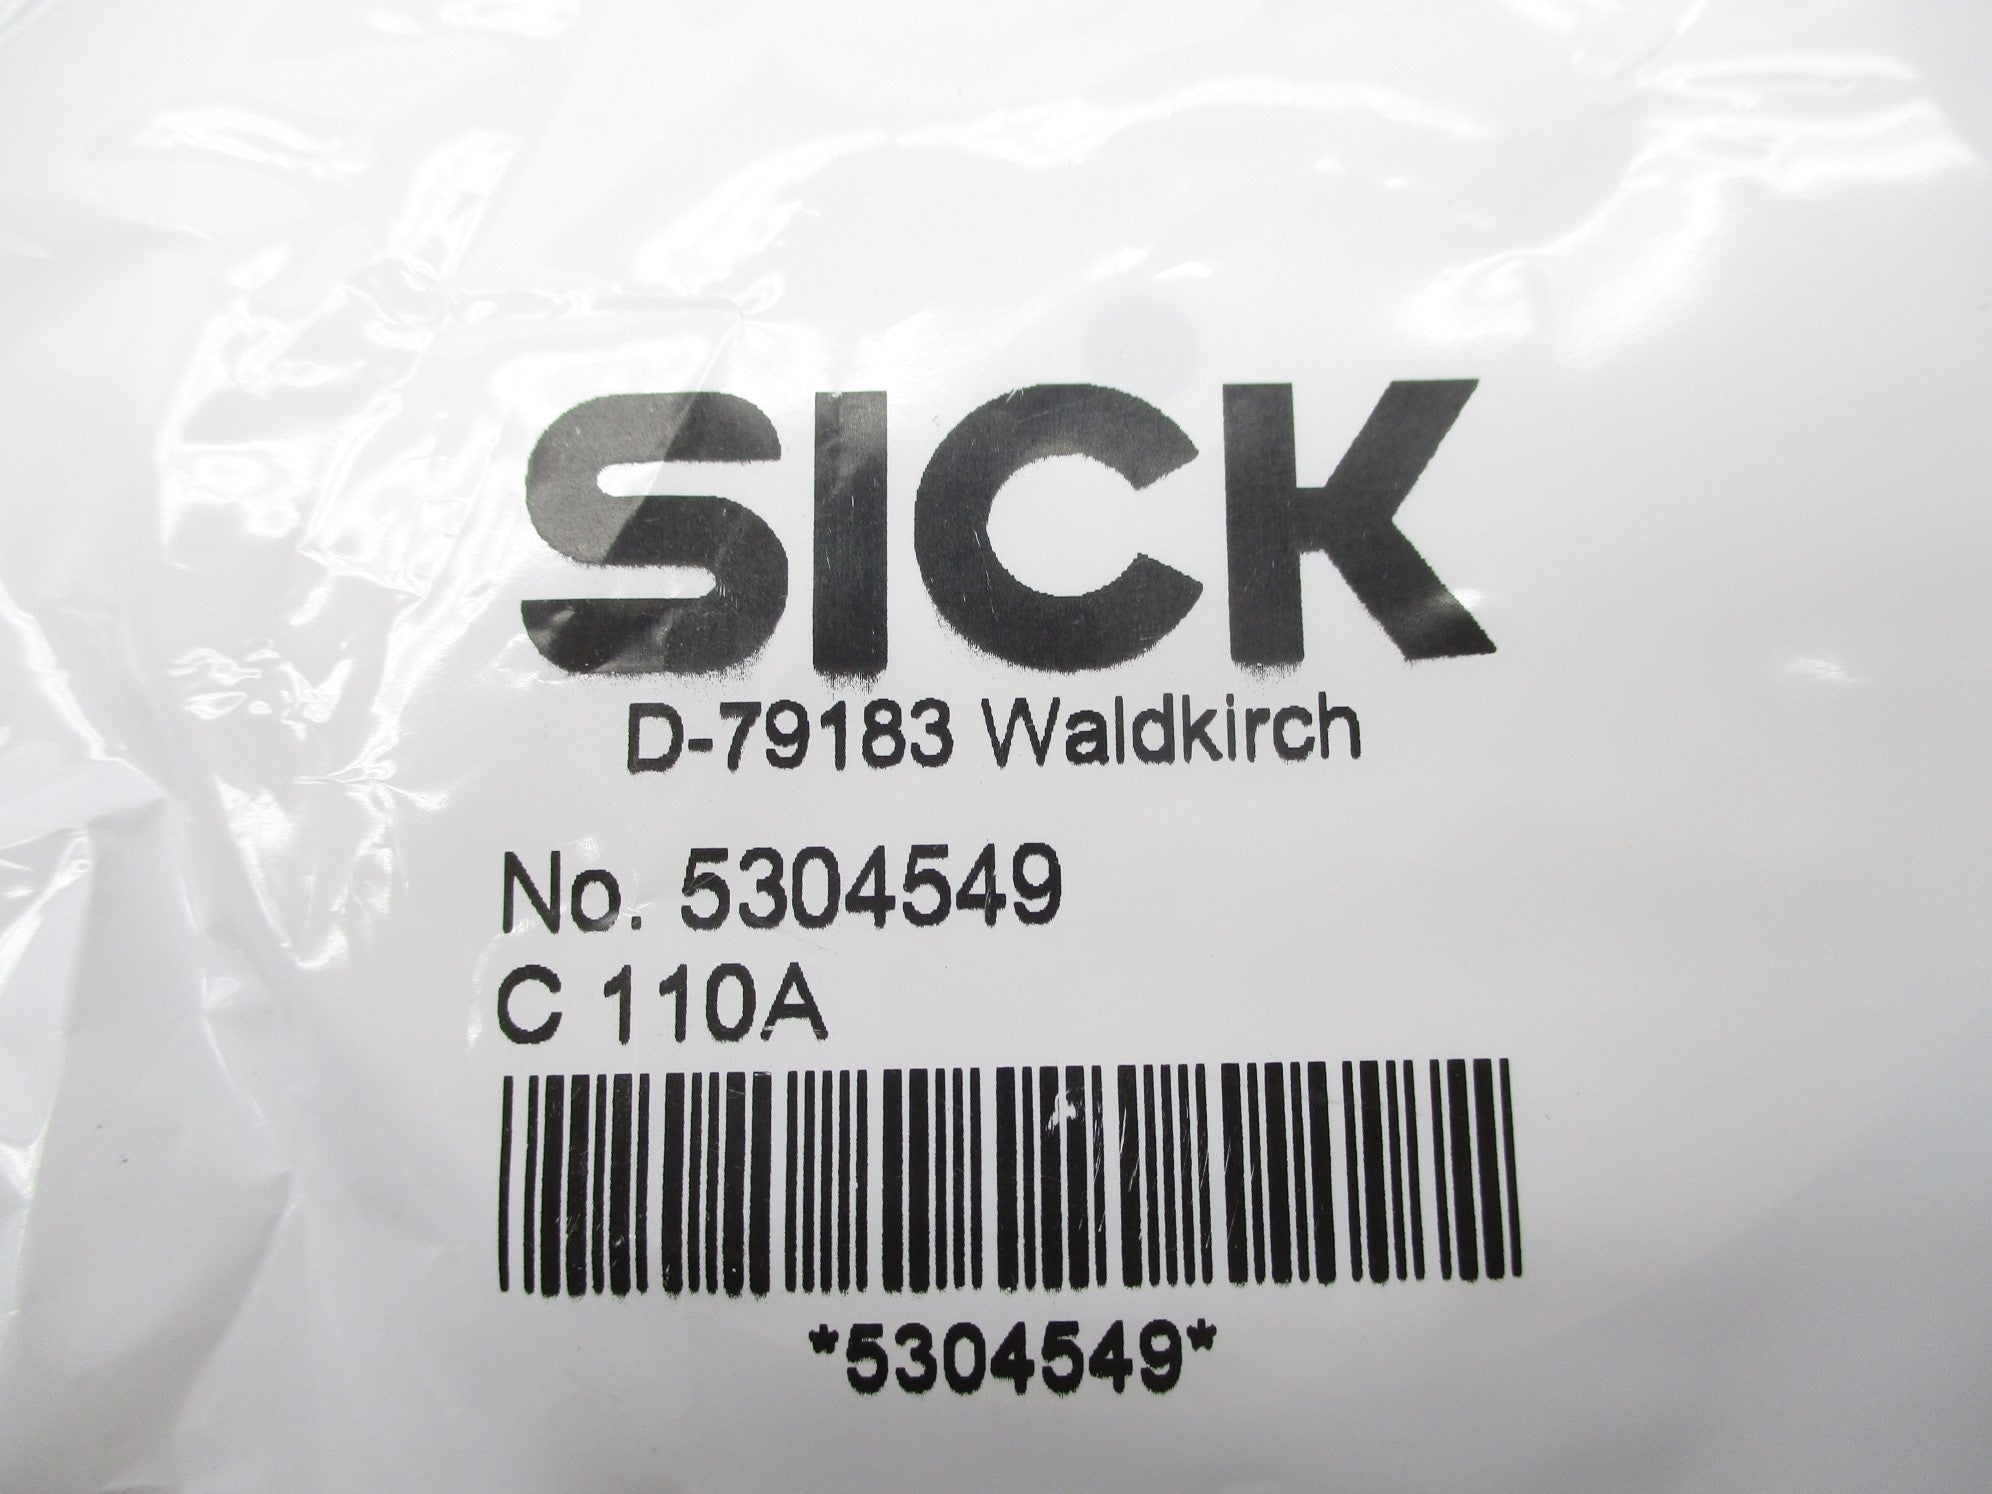 SICK
D-79183 Waldkirch
No. 5304549
C 110A
*5304549*